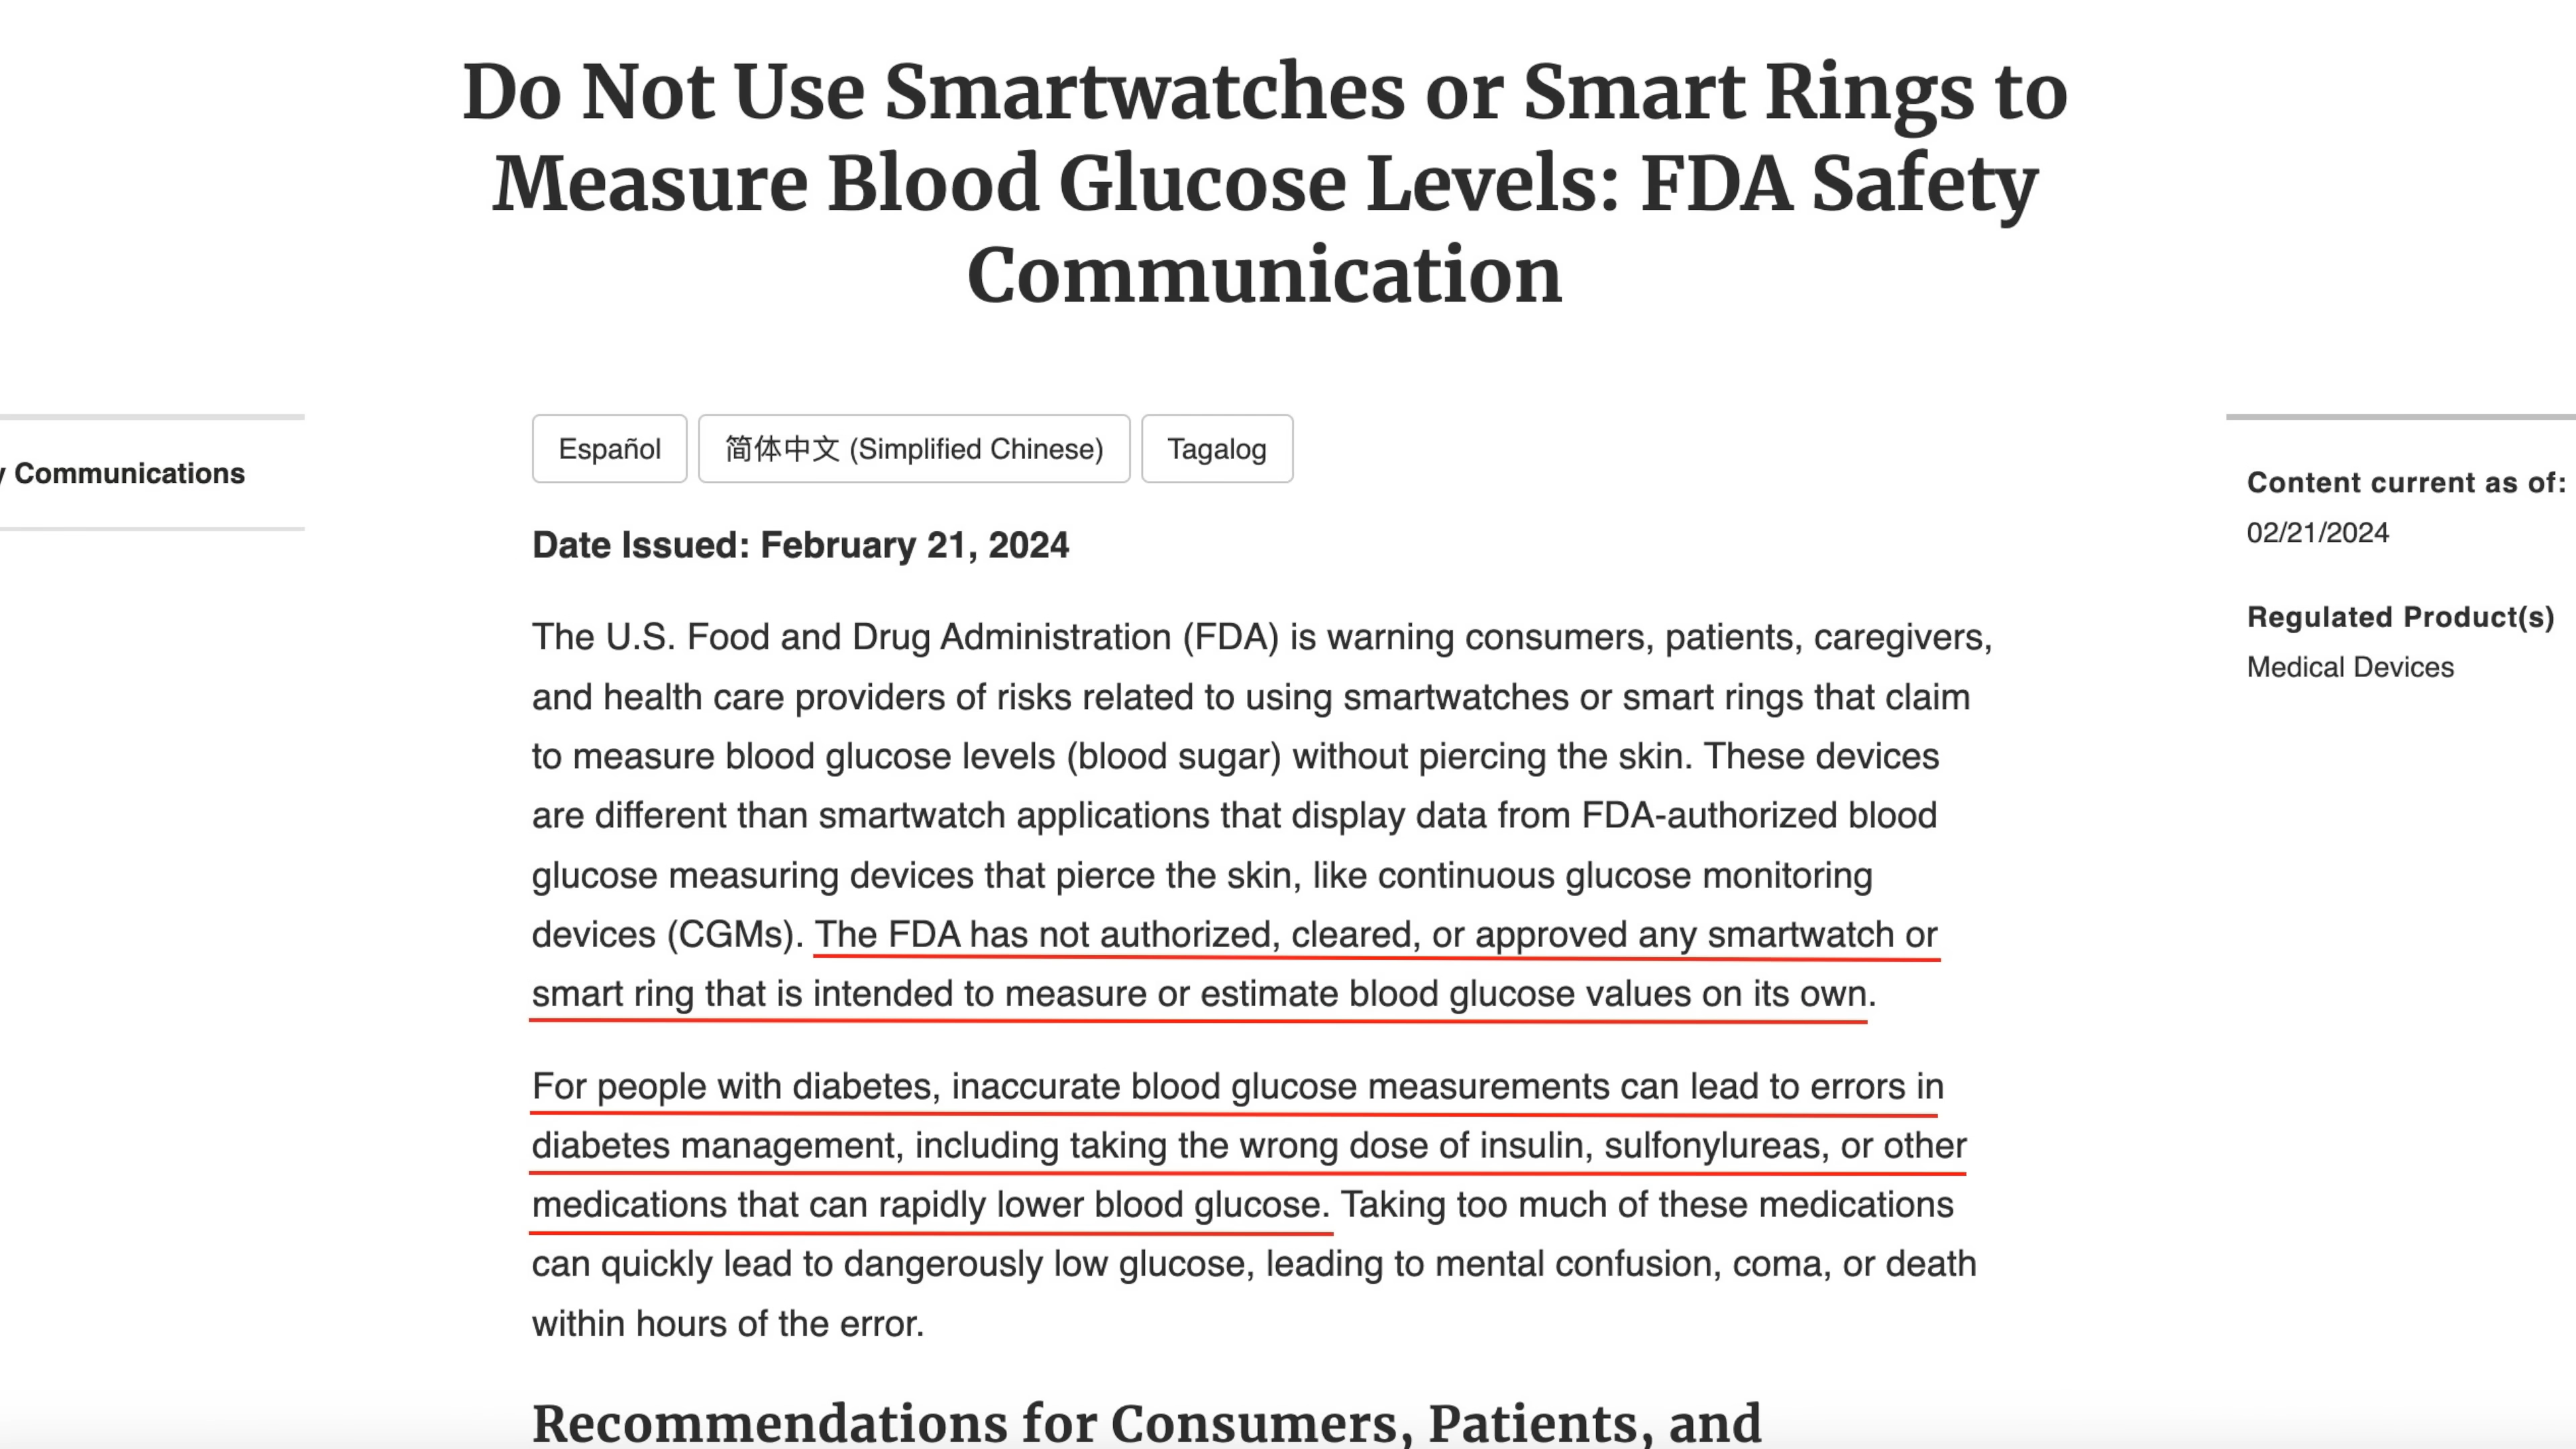 Do Not Use Smartwatches or Smart Rings to
Measure Blood Glucose Levels: FDA Safety
Communication
Communications
Español
简体中文 (Simplified Chinese)
Tagalog
Date Issued: February 21, 2024
The U.S. Food and Drug Administration (FDA) is warning consumers, patients, caregivers,
and health care providers of risks related to using smartwatches or smart rings that claim
to measure blood glucose levels (blood sugar) without piercing the skin. These devices
are different than smartwatch applications that display data from FDA-authorized blood
glucose measuring devices that pierce the skin, like continuous glucose monitoring
devices (CGMs). The FDA has not authorized, cleared, or approved any smartwatch or
smart ring that is intended to measure or estimate blood glucose values on its own.
For people with diabetes, inaccurate blood glucose measurements can lead to errors in
diabetes management, including taking the wrong dose of insulin, sulfonylureas, or other
medications that can rapidly lower blood glucose. Taking too much of these medications
can quickly lead to dangerously low glucose, leading to mental confusion, coma, or death
within hours of the error.
Recommendations for Consumers, Patients, and
Content current as of:
02/21/2024
Regulated Product(s)
Medical Devices